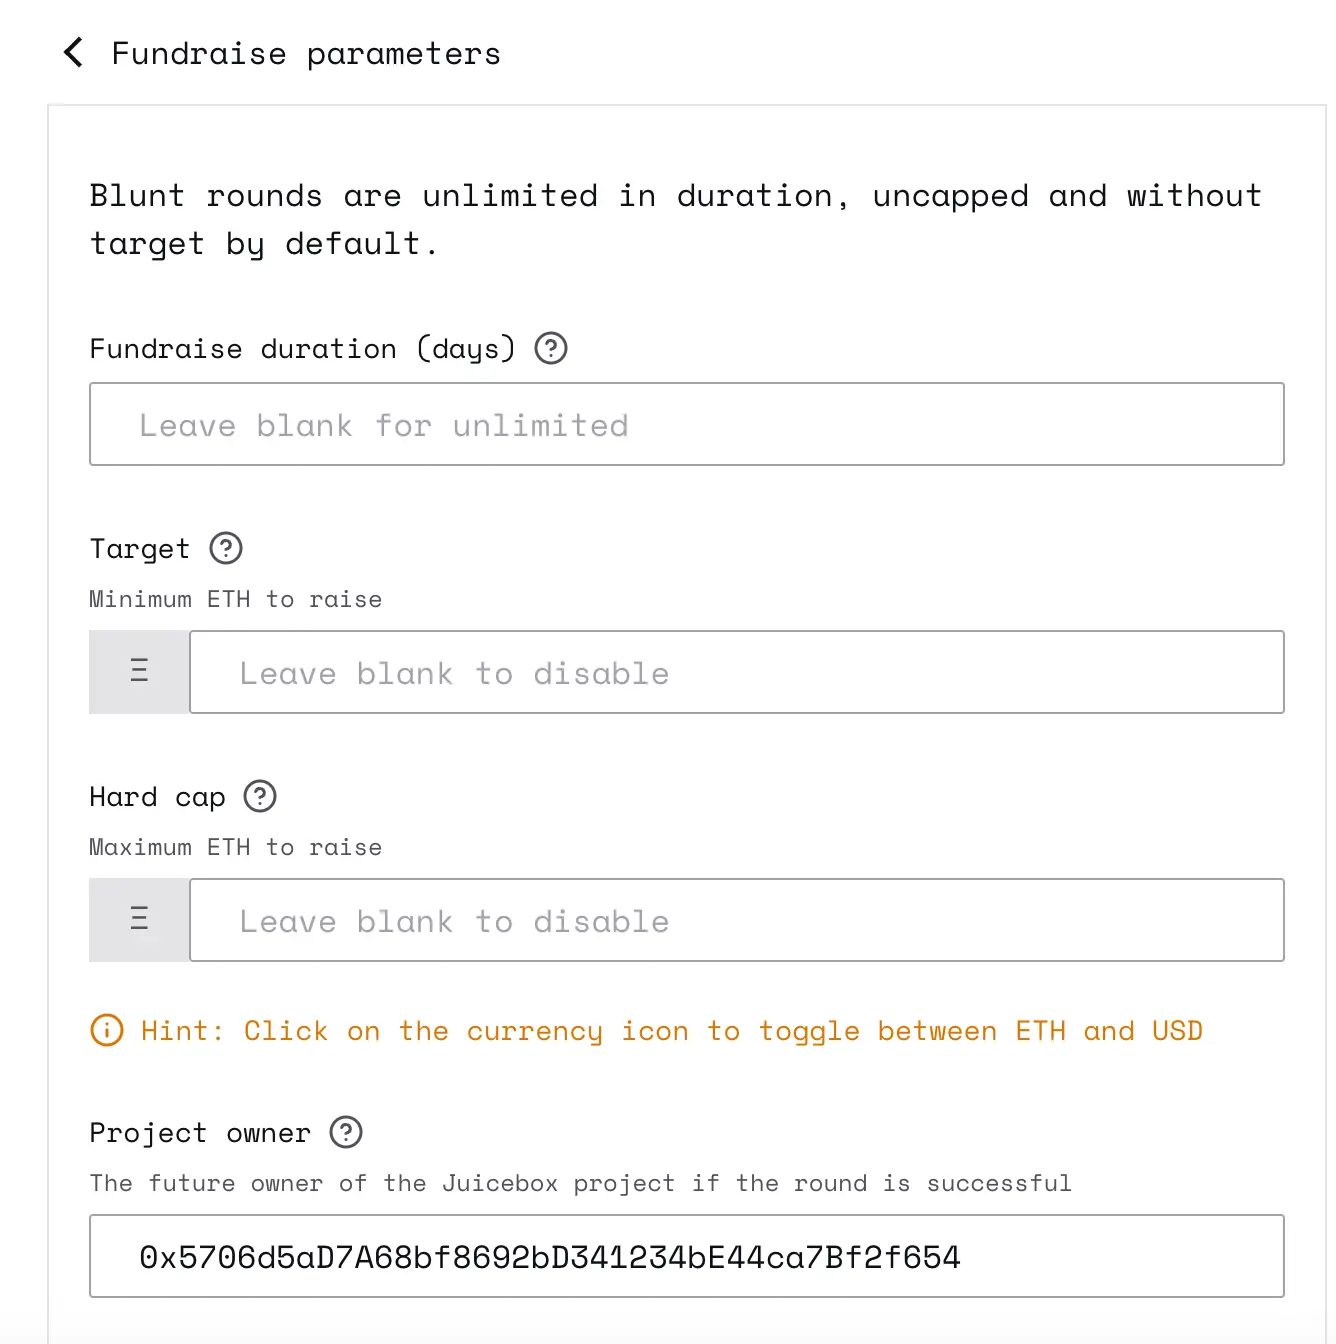 Fundraise parameters
Blunt rounds are unlimited in duration, uncapped and without
target by default.
Fundraise duration (days)
Leave blank for unlimited
Target
Minimum ETH to raise
Ξ
Leave blank to disable
Hard cap
Maximum ETH to raise
Ξ
Leave blank to disable
Hint: Click on the currency icon to toggle between ETH and USD
Project owner
The future owner of the Juicebox project if the round is successful
0x5706d5aD7A68bf8692bD341234bE44ca7Bf2f654